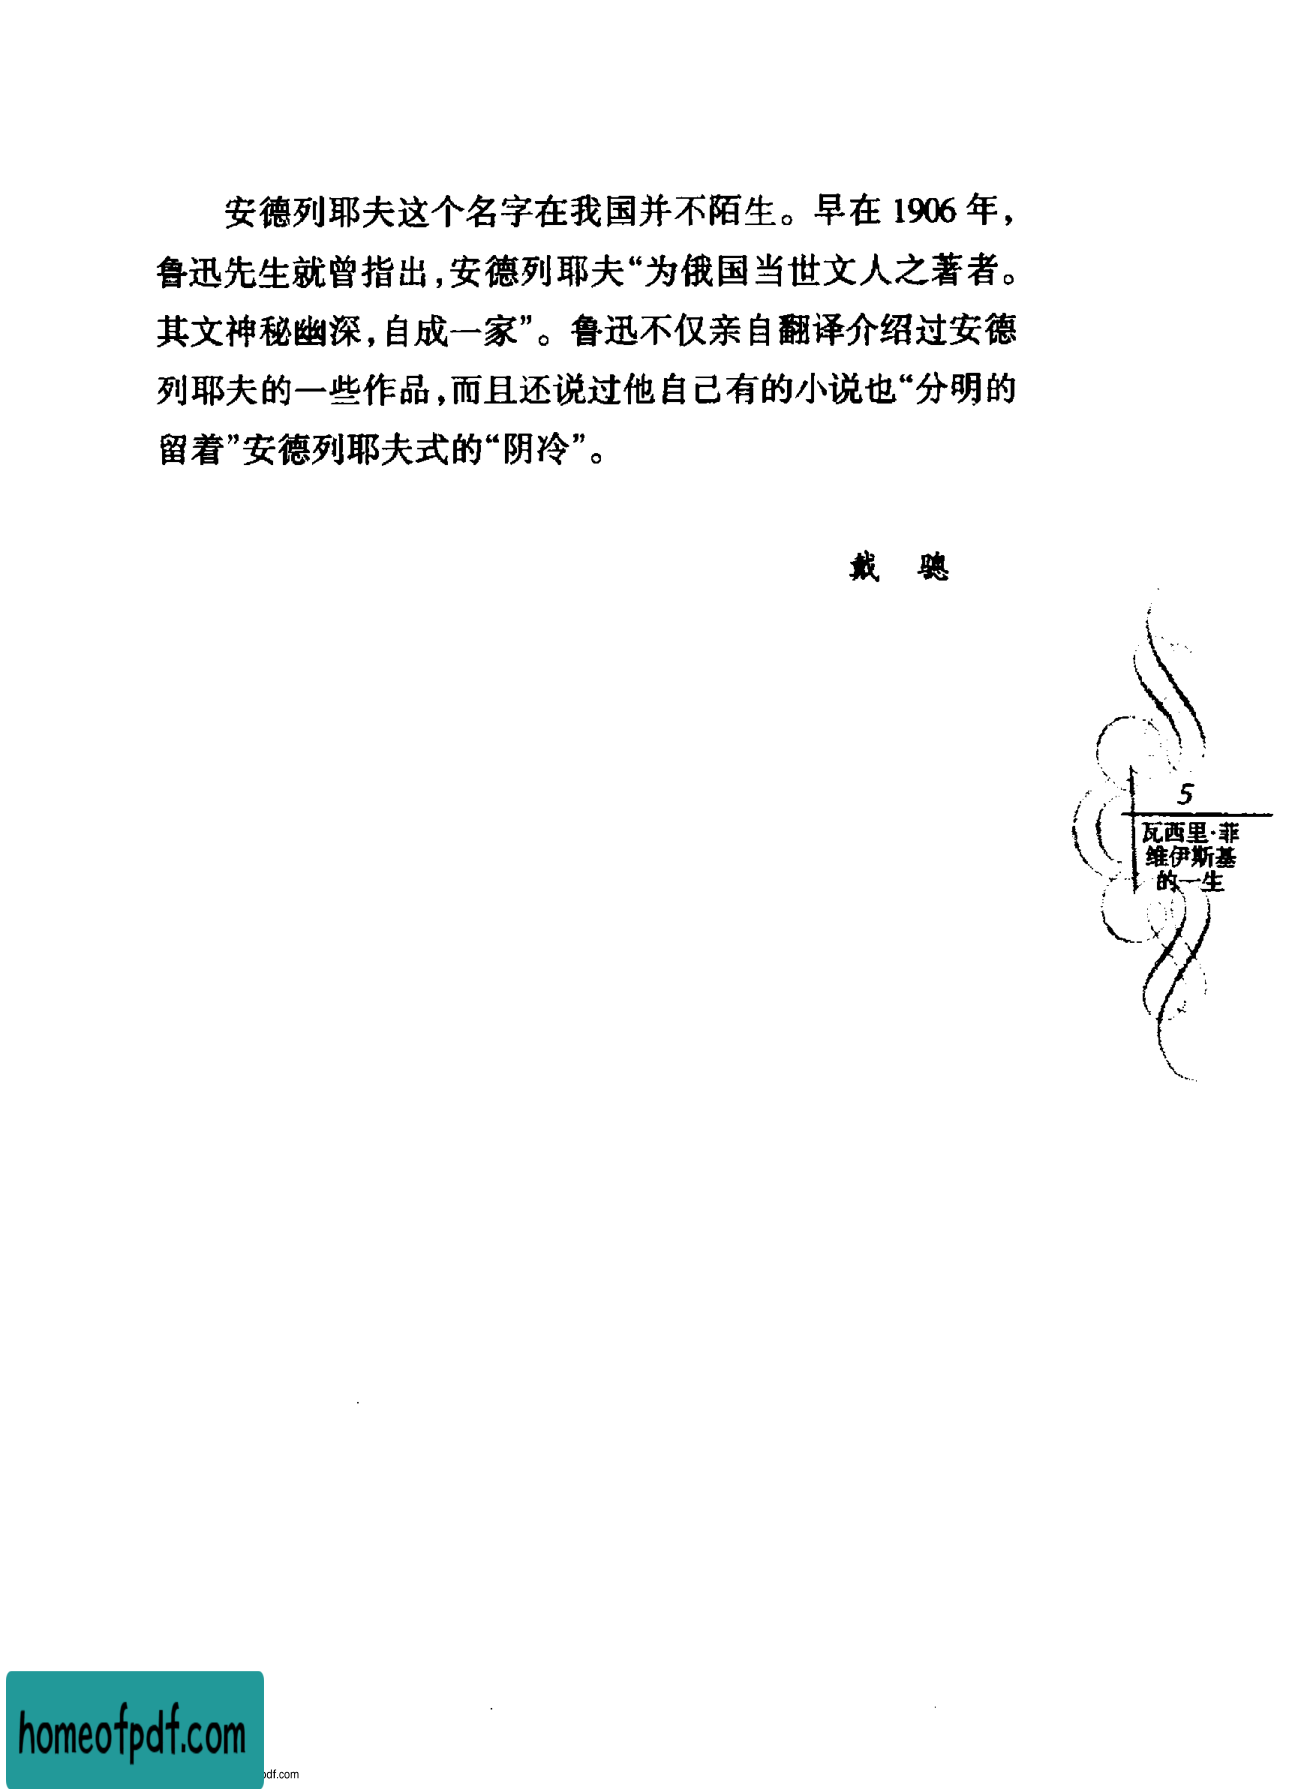 安德列耶夫这个名字在我国并不陌生。早在 1906 年，
鲁迅先生就曾指出，安德列耶夫“为俄国当世文人之著者。
其文神秘幽深，自成一家”。鲁迅不仅亲自翻译介绍过安德
列耶夫的一些作品，而且还说过他自己有的小说也“分明的
留着”安德列耶夫式的“阴冷”。
戴 骢
5
瓦西里·菲
维伊斯基
的一生
homeofpdf.com
pdf.com